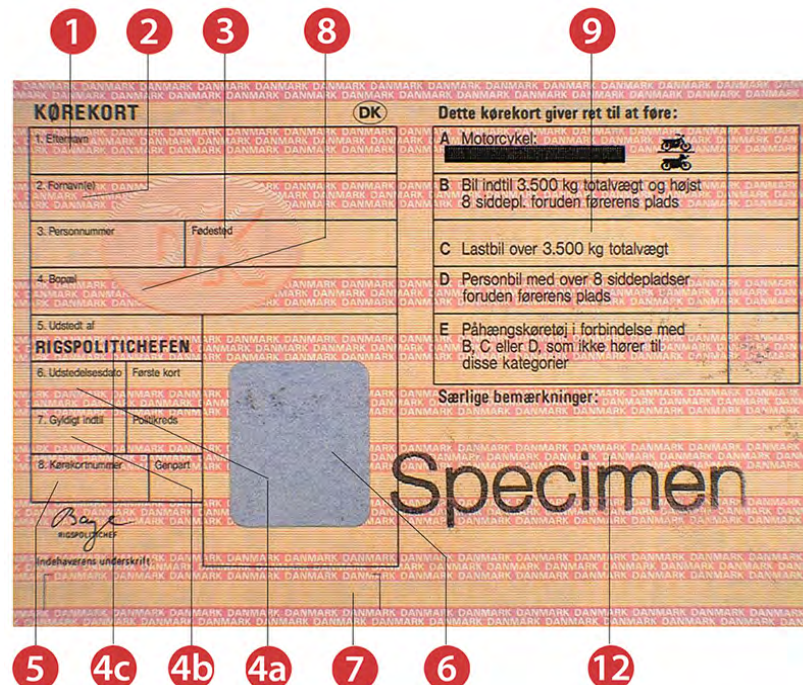 1 2 3 8 9
KØREKORT
DK
1. Efternavn
2. Fornavn(e)
3. Personnummer
Fødested
4. Bopæl
5. Udstedt af
RIGSPOLITICHEFEN
6. Udstedelsesdato
Første kort
7. Gyldigt indtil
Politikreds
8. Kørekortnummer
Genpart
RIGSPOLITICHEF
Indehaverens underskrift:
Dette kørekort giver ret til at føre:
A Motorcykel:
B Bil indtil 3.500 kg totalvægt og højst
8 siddepl. foruden førerens plads
C Lastbil over 3.500 kg totalvægt
D Personbil med over 8 siddepladser
foruden førerens plads
E Påhængskøretøj i forbindelse med
B, C eller D, som ikke hører til
disse kategorier
Særlige bemærkninger:
Specimen
5 4c 4b 4a 7 6 12